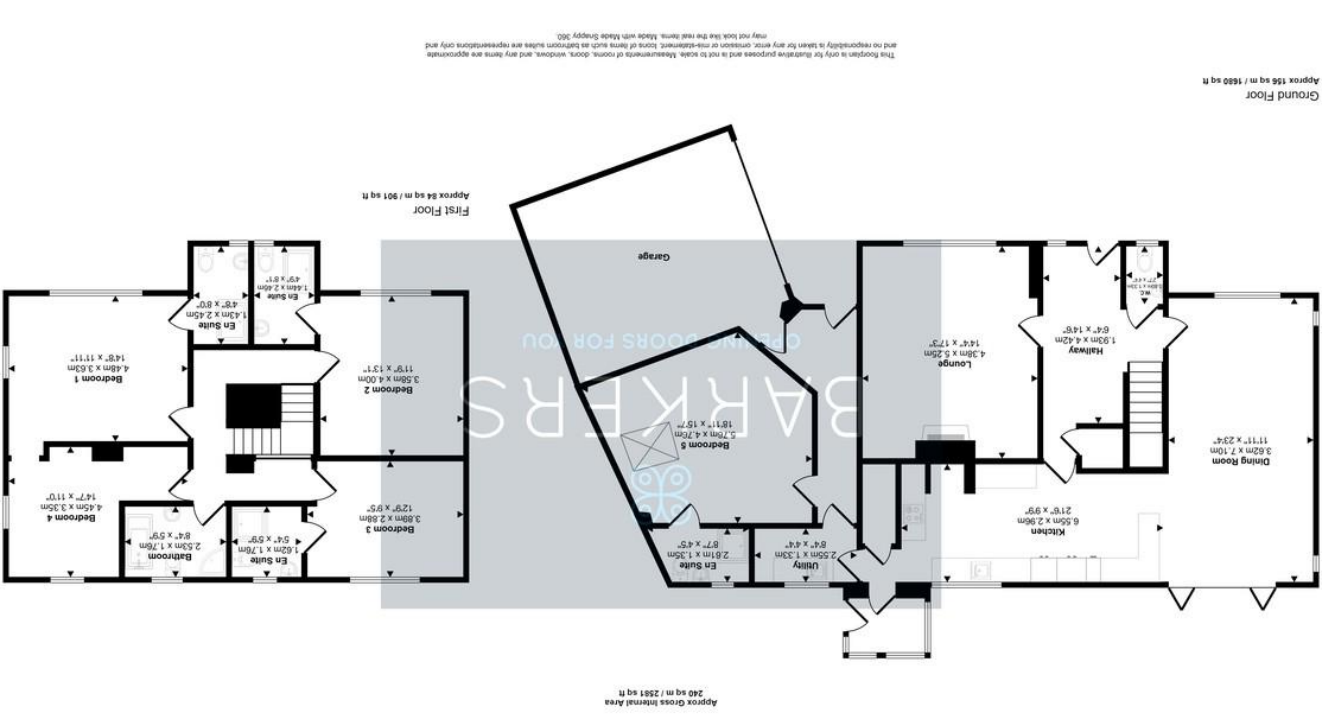 Approx Gross Internal Area
240 sq m / 2581 sq ft
Dining Room
3.62m x 7.10m
11'11" x 23'4"
Kitchen
6.55m x 2.96m
21'6" x 9'9"
Hallway
1.93m x 4.42m
6'4" x 14'6"
W.C
Lounge
4.38m x 5.25m
14'4" x 17'3"
Utility
2.55m x 1.33m
8'4" x 4'4"
En Suite
2.61m x 1.35m
8'7" x 4'5"
Bedroom 5
5.76m x 4.76m
18'11" x 15'7"
Garage
Ground Floor
Approx 156 sq m / 1680 sq ft
Bedroom 3
3.89m x 2.88m
12'9" x 9'5"
En Suite
1.62m x 1.76m
5'4" x 5'9"
Bathroom
2.53m x 1.76m
8'4" x 5'9"
Bedroom 4
4.45m x 3.35m
14'7" x 11'0"
Bedroom 2
3.58m x 4.00m
11'9" x 13'1"
Bedroom 1
4.48m x 3.63m
14'8" x 11'11"
En Suite
1.44m x 2.46m
4'9" x 8'1"
En Suite
1.43m x 2.45m
4'8" x 8'0"
First Floor
Approx 84 sq m / 901 sq ft
BARKERS
OPENING DOORS FOR YOU
This floorplan is only for illustrative purposes and is not to scale. Measurements of rooms, doors, windows, and any items are approximate
and no responsibility is taken for any error, omission or mis-statement. Icons of items such as bathroom suites are representations only and
may not look like the real items. Made with Made Snappy 360.